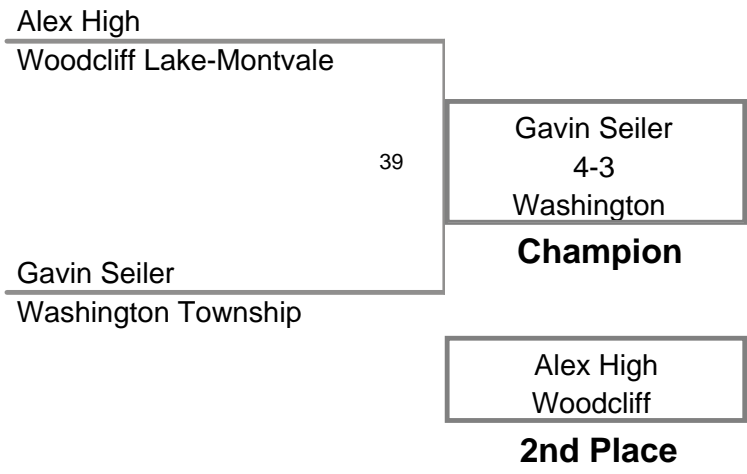 Alex High
Woodcliff Lake-Montvale
39
Gavin Seiler
4-3
Washington
Champion
Gavin Seiler
Washington Township
Alex High
Woodcliff
2nd Place